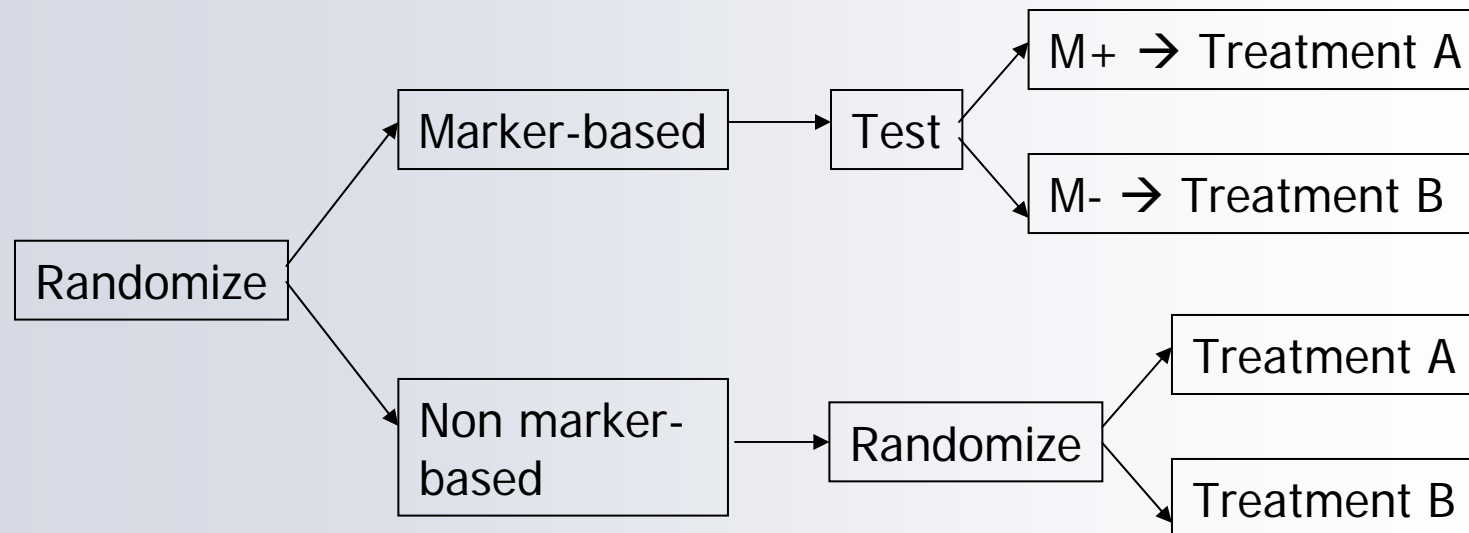 M+ → Treatment A
Marker-based
Test
M- → Treatment B
Randomize
Treatment A
Non marker-
based
Randomize
Treatment B